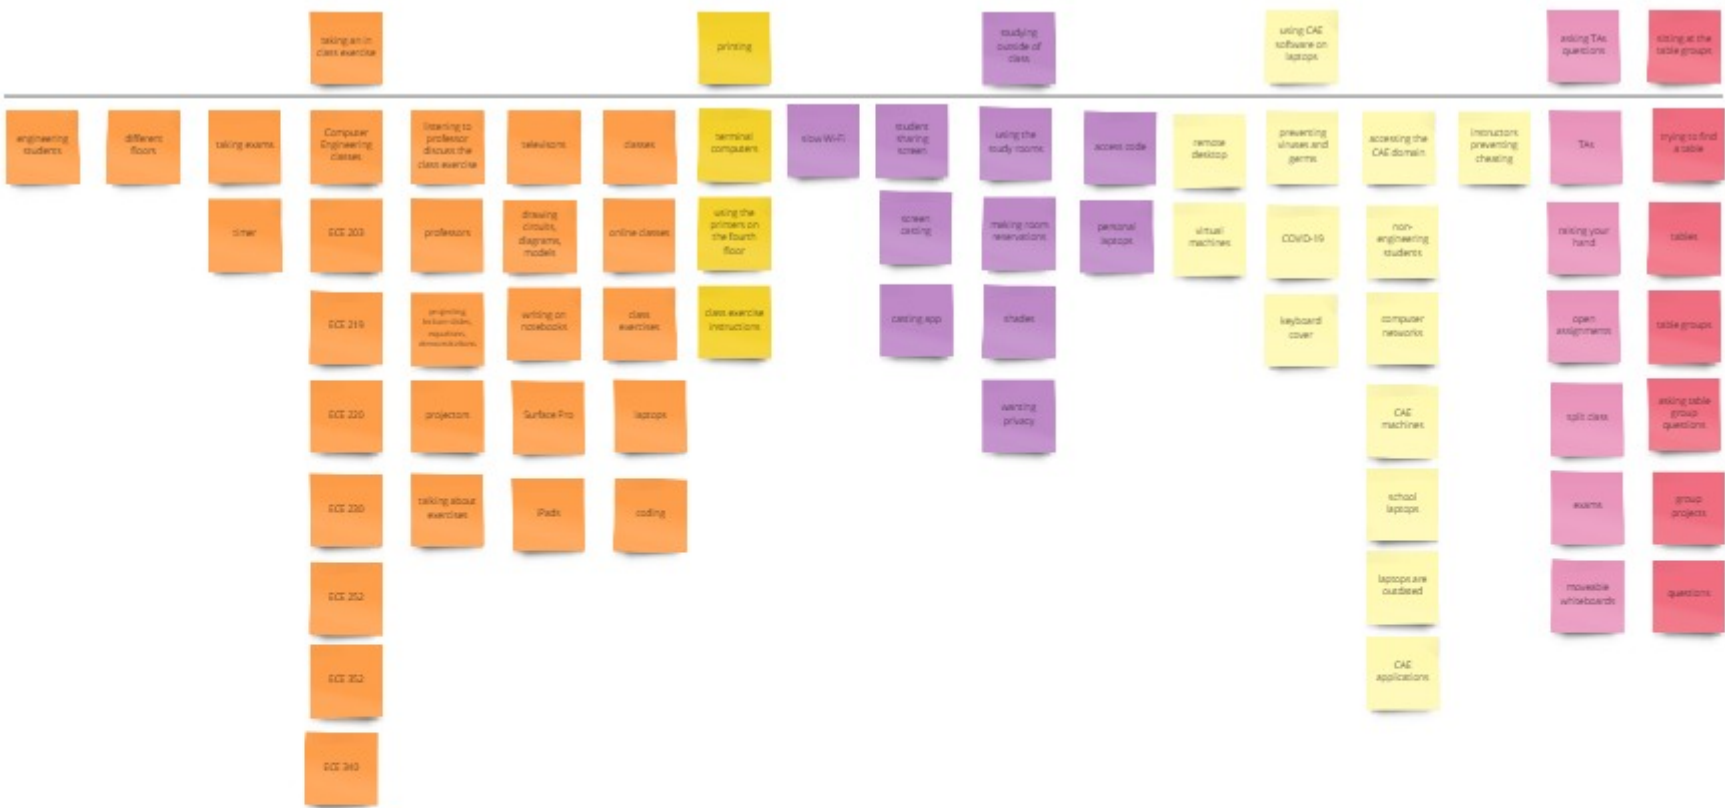 taking an in
class exercise
printing
studying
outside of
class
using CAE
software on
laptops
asking TAs
questions
sitting at the
table groups
engineering
students
different
floors
taking exams
Computer
Engineering
classes
listening to
professor
discuss the
class exercise
televisions
classes
terminal
computers
slow Wi-Fi
student
sharing
screen
using the
study rooms
access code
remote
desktop
preventing
viruses and
germs
accessing the
CAE domain
instructors
preventing
cheating
TAs
trying to find
a table
timer
ECE 203
professors
drawing
circuits,
diagrams,
models
online classes
using the
printers on
the fourth
floor
screen
casting
making room
reservations
personal
laptops
virtual
machines
COVID-19
non-
engineering
students
raising your
hand
tables
ECE 219
projecting
lecture slides,
equations,
demonstrations
writing on
notebooks
class
exercises
class exercise
instructions
casting app
shades
keyboard
cover
computer
networks
open
assignments
table groups
ECE 220
projectors
Surface Pro
laptops
wanting
privacy
CAE
machines
split class
asking table
group
questions
ECE 230
talking about
exercises
iPads
coding
school
laptops
exams
group
projects
ECE 252
laptops are
outdated
moveable
whiteboards
questions
ECE 352
CAE
applications
ECE 340